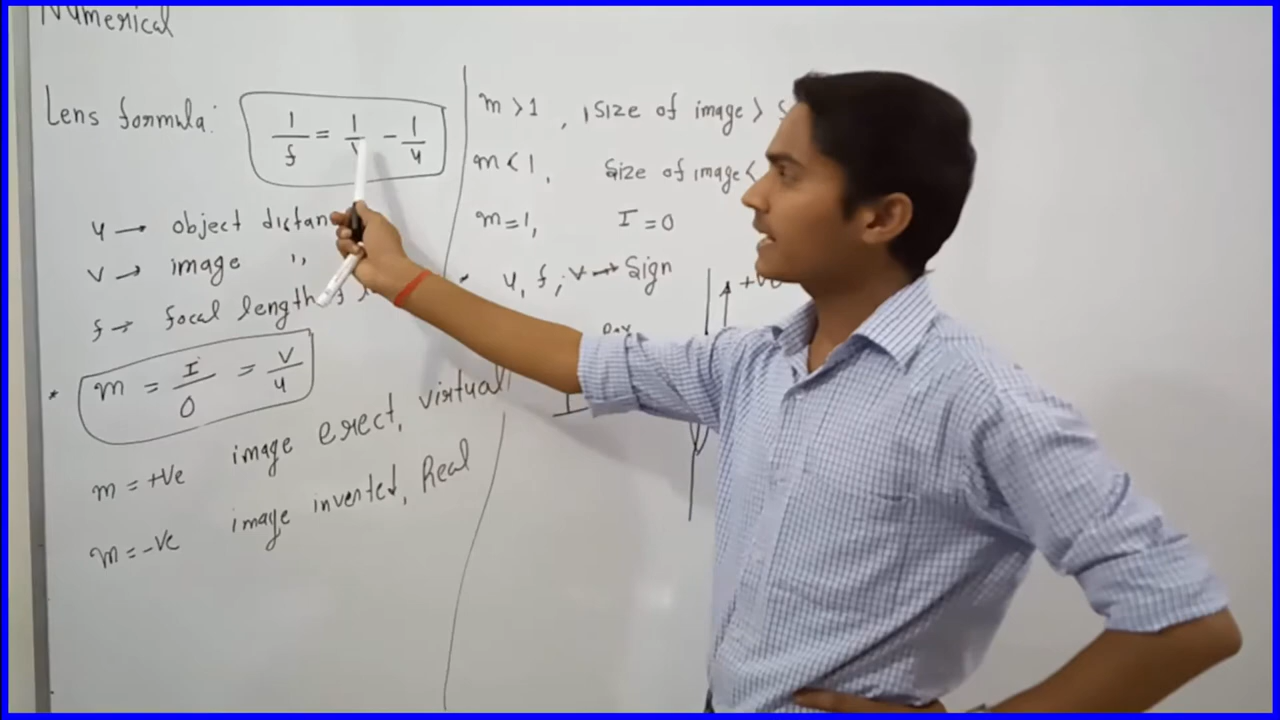 Numerical
Lens formula:
1/f = 1/v - 1/u
u → object distan
v → image ,,
f → focal length
* m = I/O = v/u
m = +ve image erect, virtual
m = -ve image inverted, Real
m > 1 , Size of image >
m < 1, Size of image <
m = 1, I = O
* u, f, v → Sign
+ve
Ray